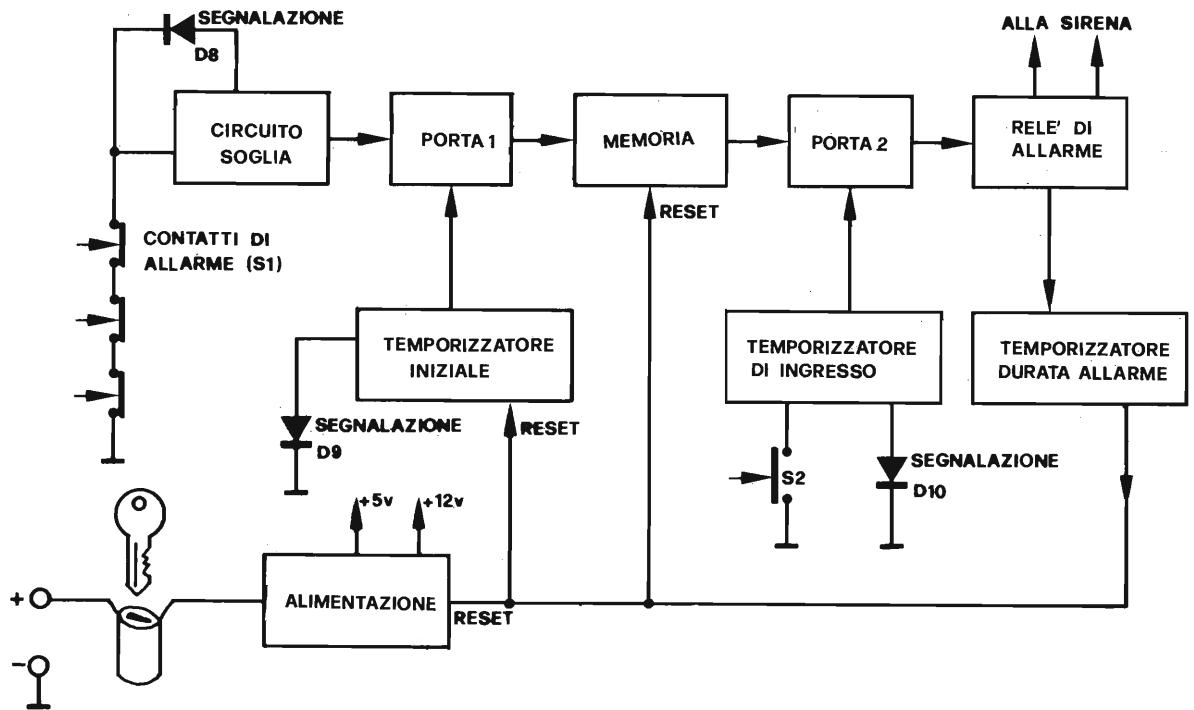 SEGNALAZIONE
D8
ALLA SIRENA
CIRCUITO
SOGLIA
PORTA 1
MEMORIA
PORTA 2
RELE' DI
ALLARME
RESET
CONTATTI DI
ALLARME (S1)
TEMPORIZZATORE
INIZIALE
TEMPORIZZATORE
DI INGRESSO
TEMPORIZZATORE
DURATA ALLARME
SEGNALAZIONE
D9
RESET
S2
SEGNALAZIONE
D10
+5v
+12v
+
ALIMENTAZIONE
RESET
-